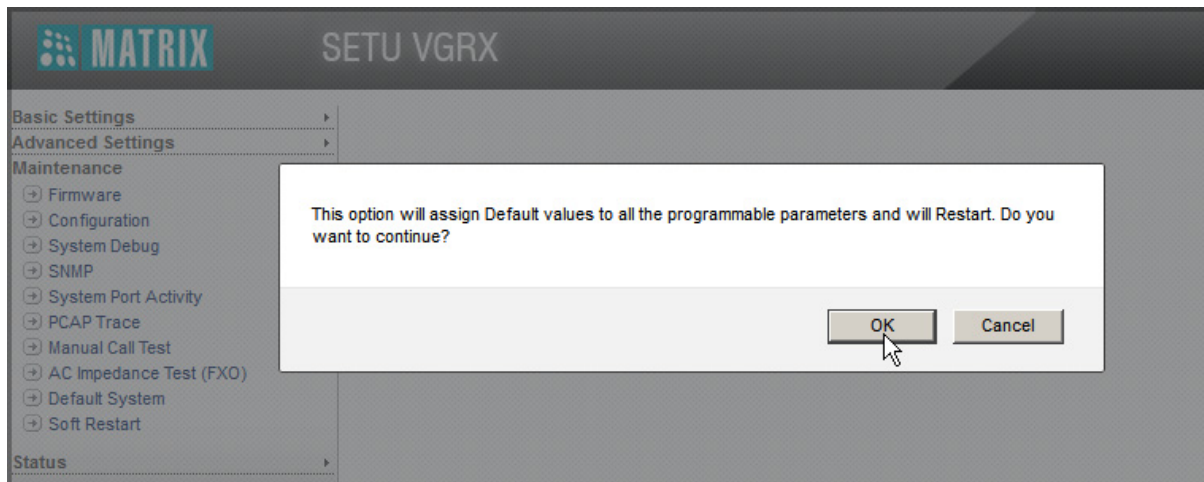 MATRIX SETU VGRX
Basic Settings
Advanced Settings
Maintenance
Firmware
Configuration
System Debug
SNMP
System Port Activity
PCAP Trace
Manual Call Test
AC Impedance Test (FXO)
Default System
Soft Restart
Status
This option will assign Default values to all the programmable parameters and will Restart. Do you
want to continue?
OK Cancel